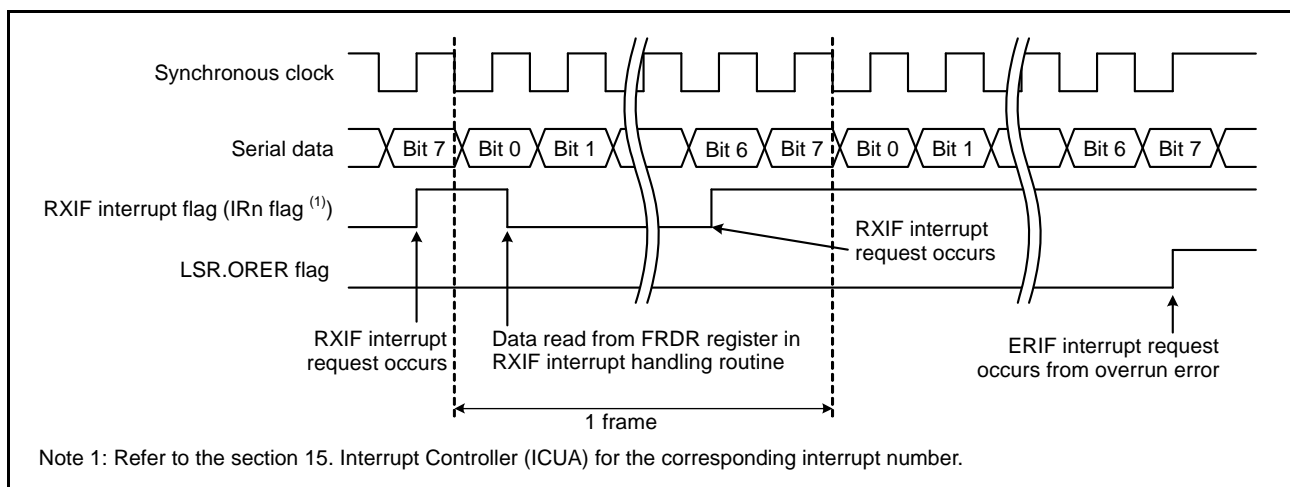 Synchronous clock
Serial data
Bit 7 Bit 0 Bit 1 Bit 6 Bit 7 Bit 0 Bit 1 Bit 6 Bit 7
RXIF interrupt flag (IRn flag (1))
RXIF interrupt
request occurs
LSR.ORER flag
RXIF interrupt
request occurs
Data read from FRDR register in
RXIF interrupt handling routine
ERIF interrupt request
occurs from overrun error
1 frame
Note 1: Refer to the section 15. Interrupt Controller (ICUA) for the corresponding interrupt number.